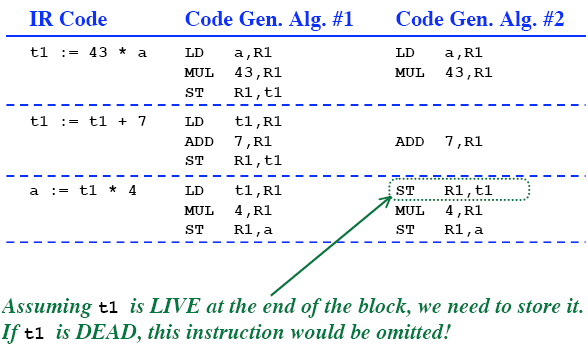 IR Code Code Gen. Alg. #1 Code Gen. Alg. #2
t1 := 43 * a LD a,R1 LD a,R1
MUL 43,R1 MUL 43,R1
ST R1,t1
t1 := t1 + 7 LD t1,R1
ADD 7,R1 ADD 7,R1
ST R1,t1
a := t1 * 4 LD t1,R1 ST R1,t1
MUL 4,R1 MUL 4,R1
ST R1,a ST R1,a
Assuming t1 is LIVE at the end of the block, we need to store it.
If t1 is DEAD, this instruction would be omitted!